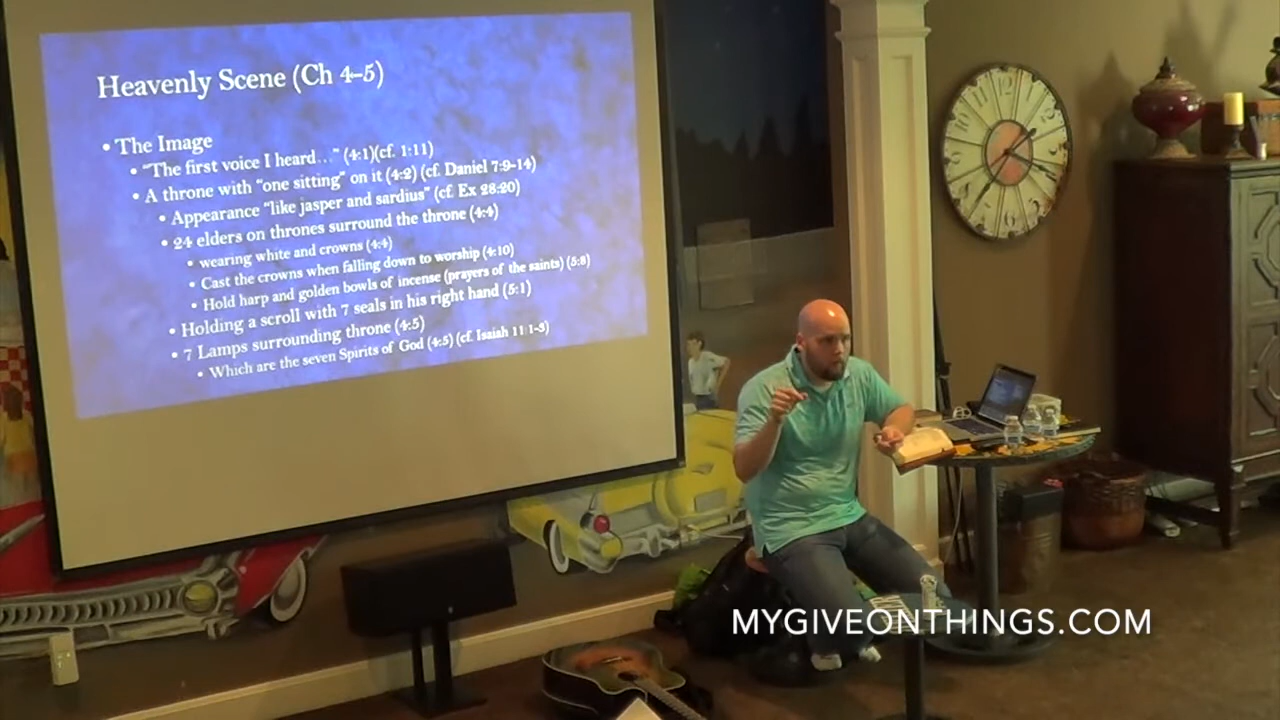 Heavenly Scene (Ch 4–5)
• The Image
• "The first voice I heard…" (4:1)(cf. 1:11)
• A throne with "one sitting" on it (4:2) (cf. Daniel 7:9-14)
• Appearance "like jasper and sardius" (cf. Ex 28:20)
• 24 elders on thrones surround the throne (4:4)
• wearing white and crowns (4:4)
• Cast the crowns when falling down to worship (4:10)
• Hold harp and golden bowls of incense (prayers of the saints) (5:8)
• Holding a scroll with 7 seals in his right hand (5:1)
• 7 Lamps surrounding throne (4:5)
• Which are the seven Spirits of God (4:5) (cf. Isaiah 11:1-3)
MYGIVEONTHINGS.COM